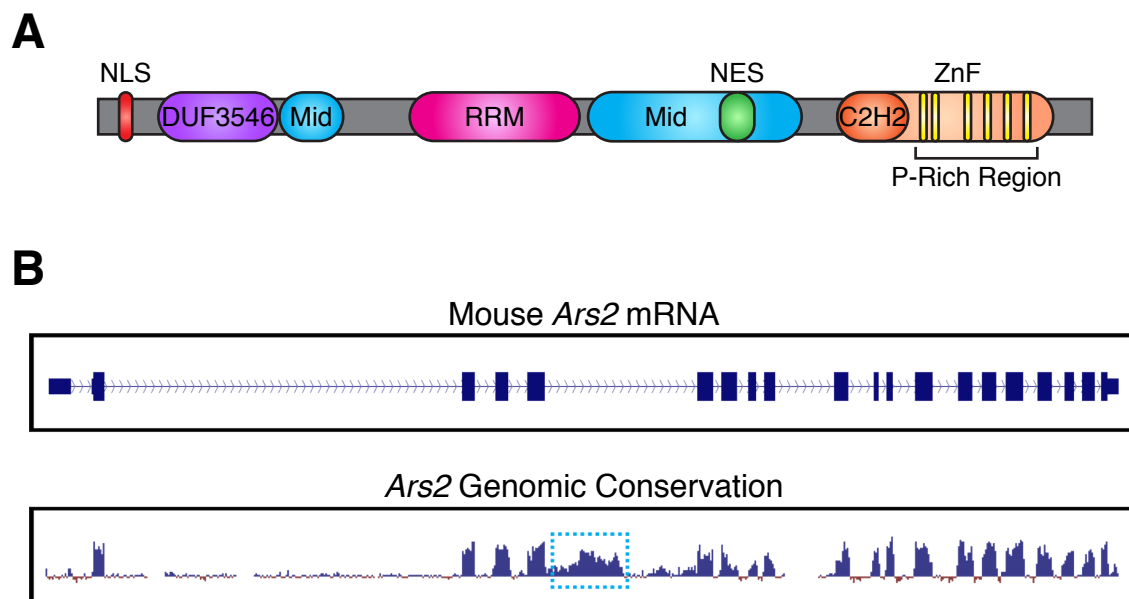 A
NLS
NES
ZnF
DUF3546
Mid
RRM
Mid
C2H2
P-Rich Region
B
Mouse Ars2 mRNA
Ars2 Genomic Conservation